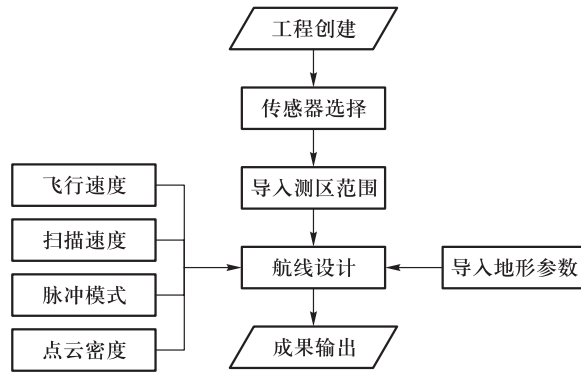 工程创建
传感器选择
导入测区范围
飞行速度
扫描速度
脉冲模式
点云密度
航线设计
导入地形参数
成果输出